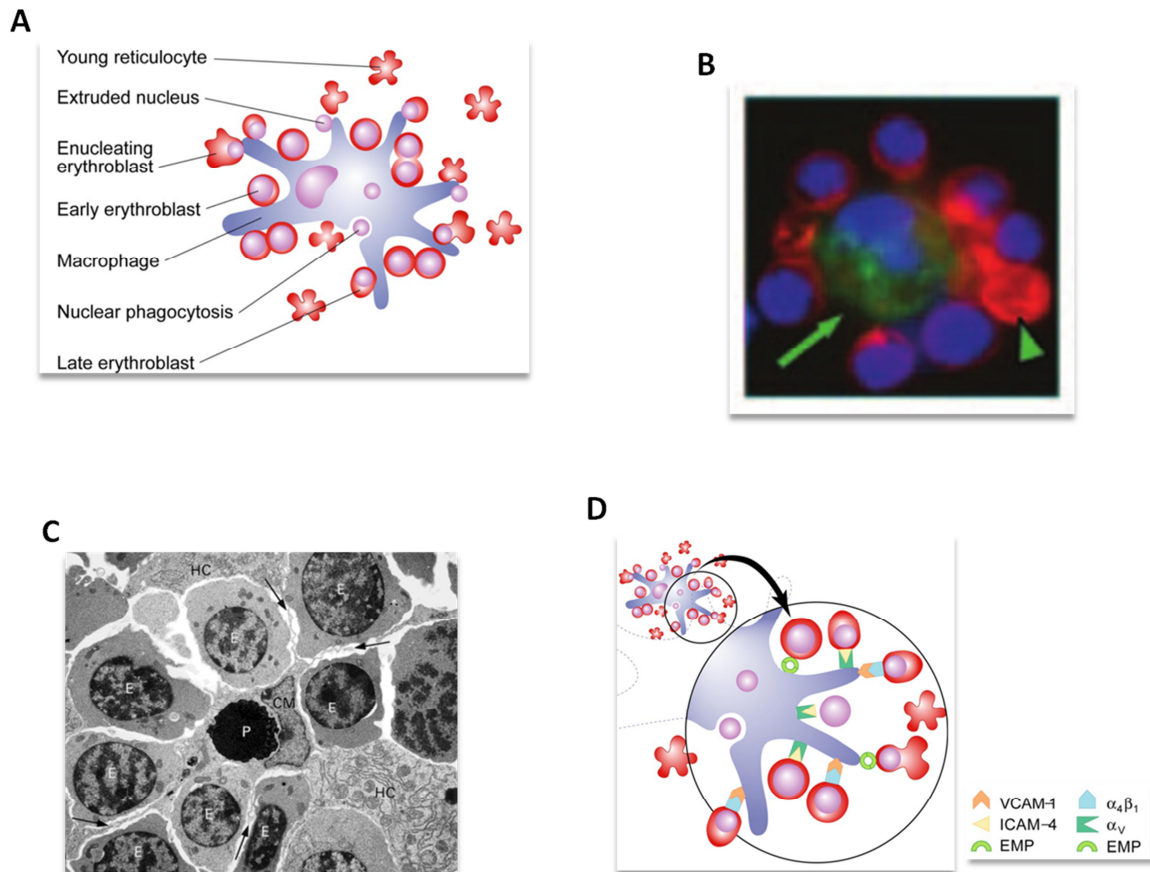 A
Young reticulocyte
Extruded nucleus
Enucleating
erythroblast
Early erythroblast
Macrophage
Nuclear phagocytosis
Late erythroblast
B
C
HC
E
E
E
CM
E
P
E
HC
E
E
E
D
VCAM-1
α4β1
ICAM-4
αV
EMP
EMP